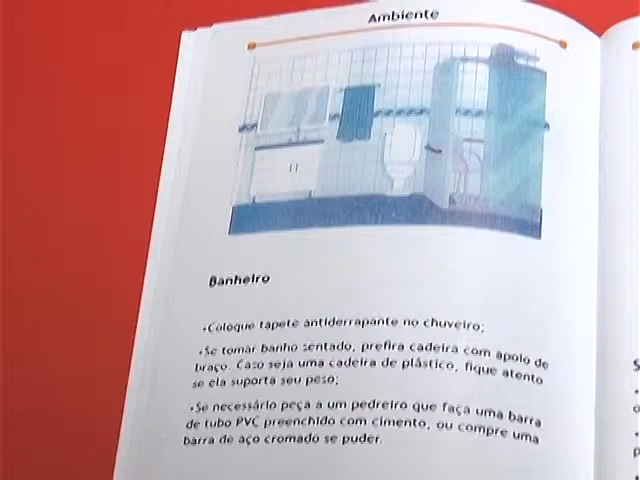 Ambiente
Banheiro
•Coloque tapete antiderrapante no chuveiro;
•Se tomar banho sentado, prefira cadeira com apoio de
braço. Caso seja uma cadeira de plástico, fique atento
se ela suporta seu peso;
•Se necessário peça a um pedreiro que faça uma barra
de tubo PVC preenchido com cimento, ou compre uma
barra de aço cromado se puder.